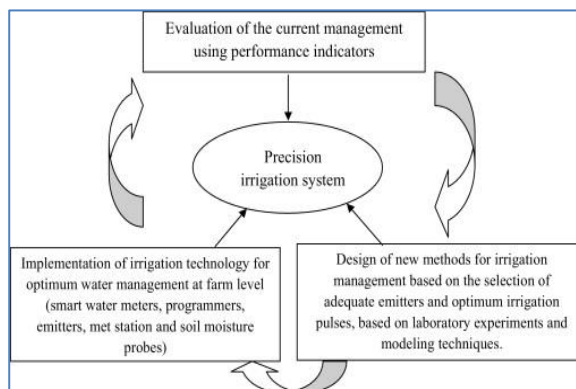 Evaluation of the current management
using performance indicators
Precision
irrigation system
Implementation of irrigation technology for
optimum water management at farm level
(smart water meters, programmers,
emitters, met station and soil moisture
probes)
Design of new methods for irrigation
management based on the selection of
adequate emitters and optimum irrigation
pulses, based on laboratory experiments and
modeling techniques.